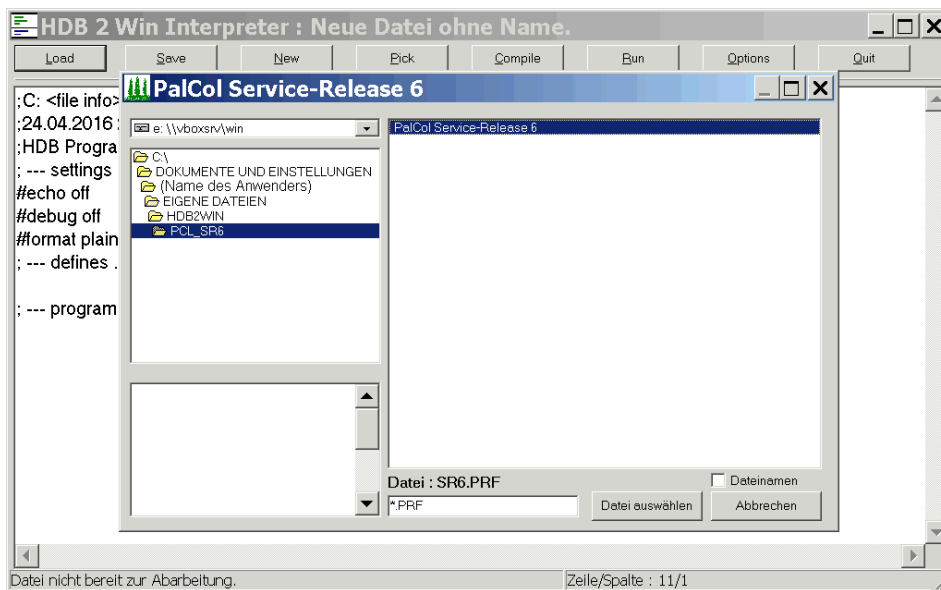 HDB 2 Win Interpreter : Neue Datei ohne Name.
Load Save New Pick Compile Run Options Quit
;C: <file info>
;24.04.2016
;HDB Progra
; --- settings
#echo off
#debug off
#format plain
; --- defines .
; --- program
PalCol Service-Release 6
e: \\vboxsrv\win
C:\
DOKUMENTE UND EINSTELLUNGEN
(Name des Anwenders)
EIGENE DATEIEN
HDB2WIN
PCL_SR6
PalCol Service-Release 6
Datei : SR6.PRF
Dateinamen
*.PRF
Datei auswählen
Abbrechen
Datei nicht bereit zur Abarbeitung.
Zeile/Spalte : 11/1